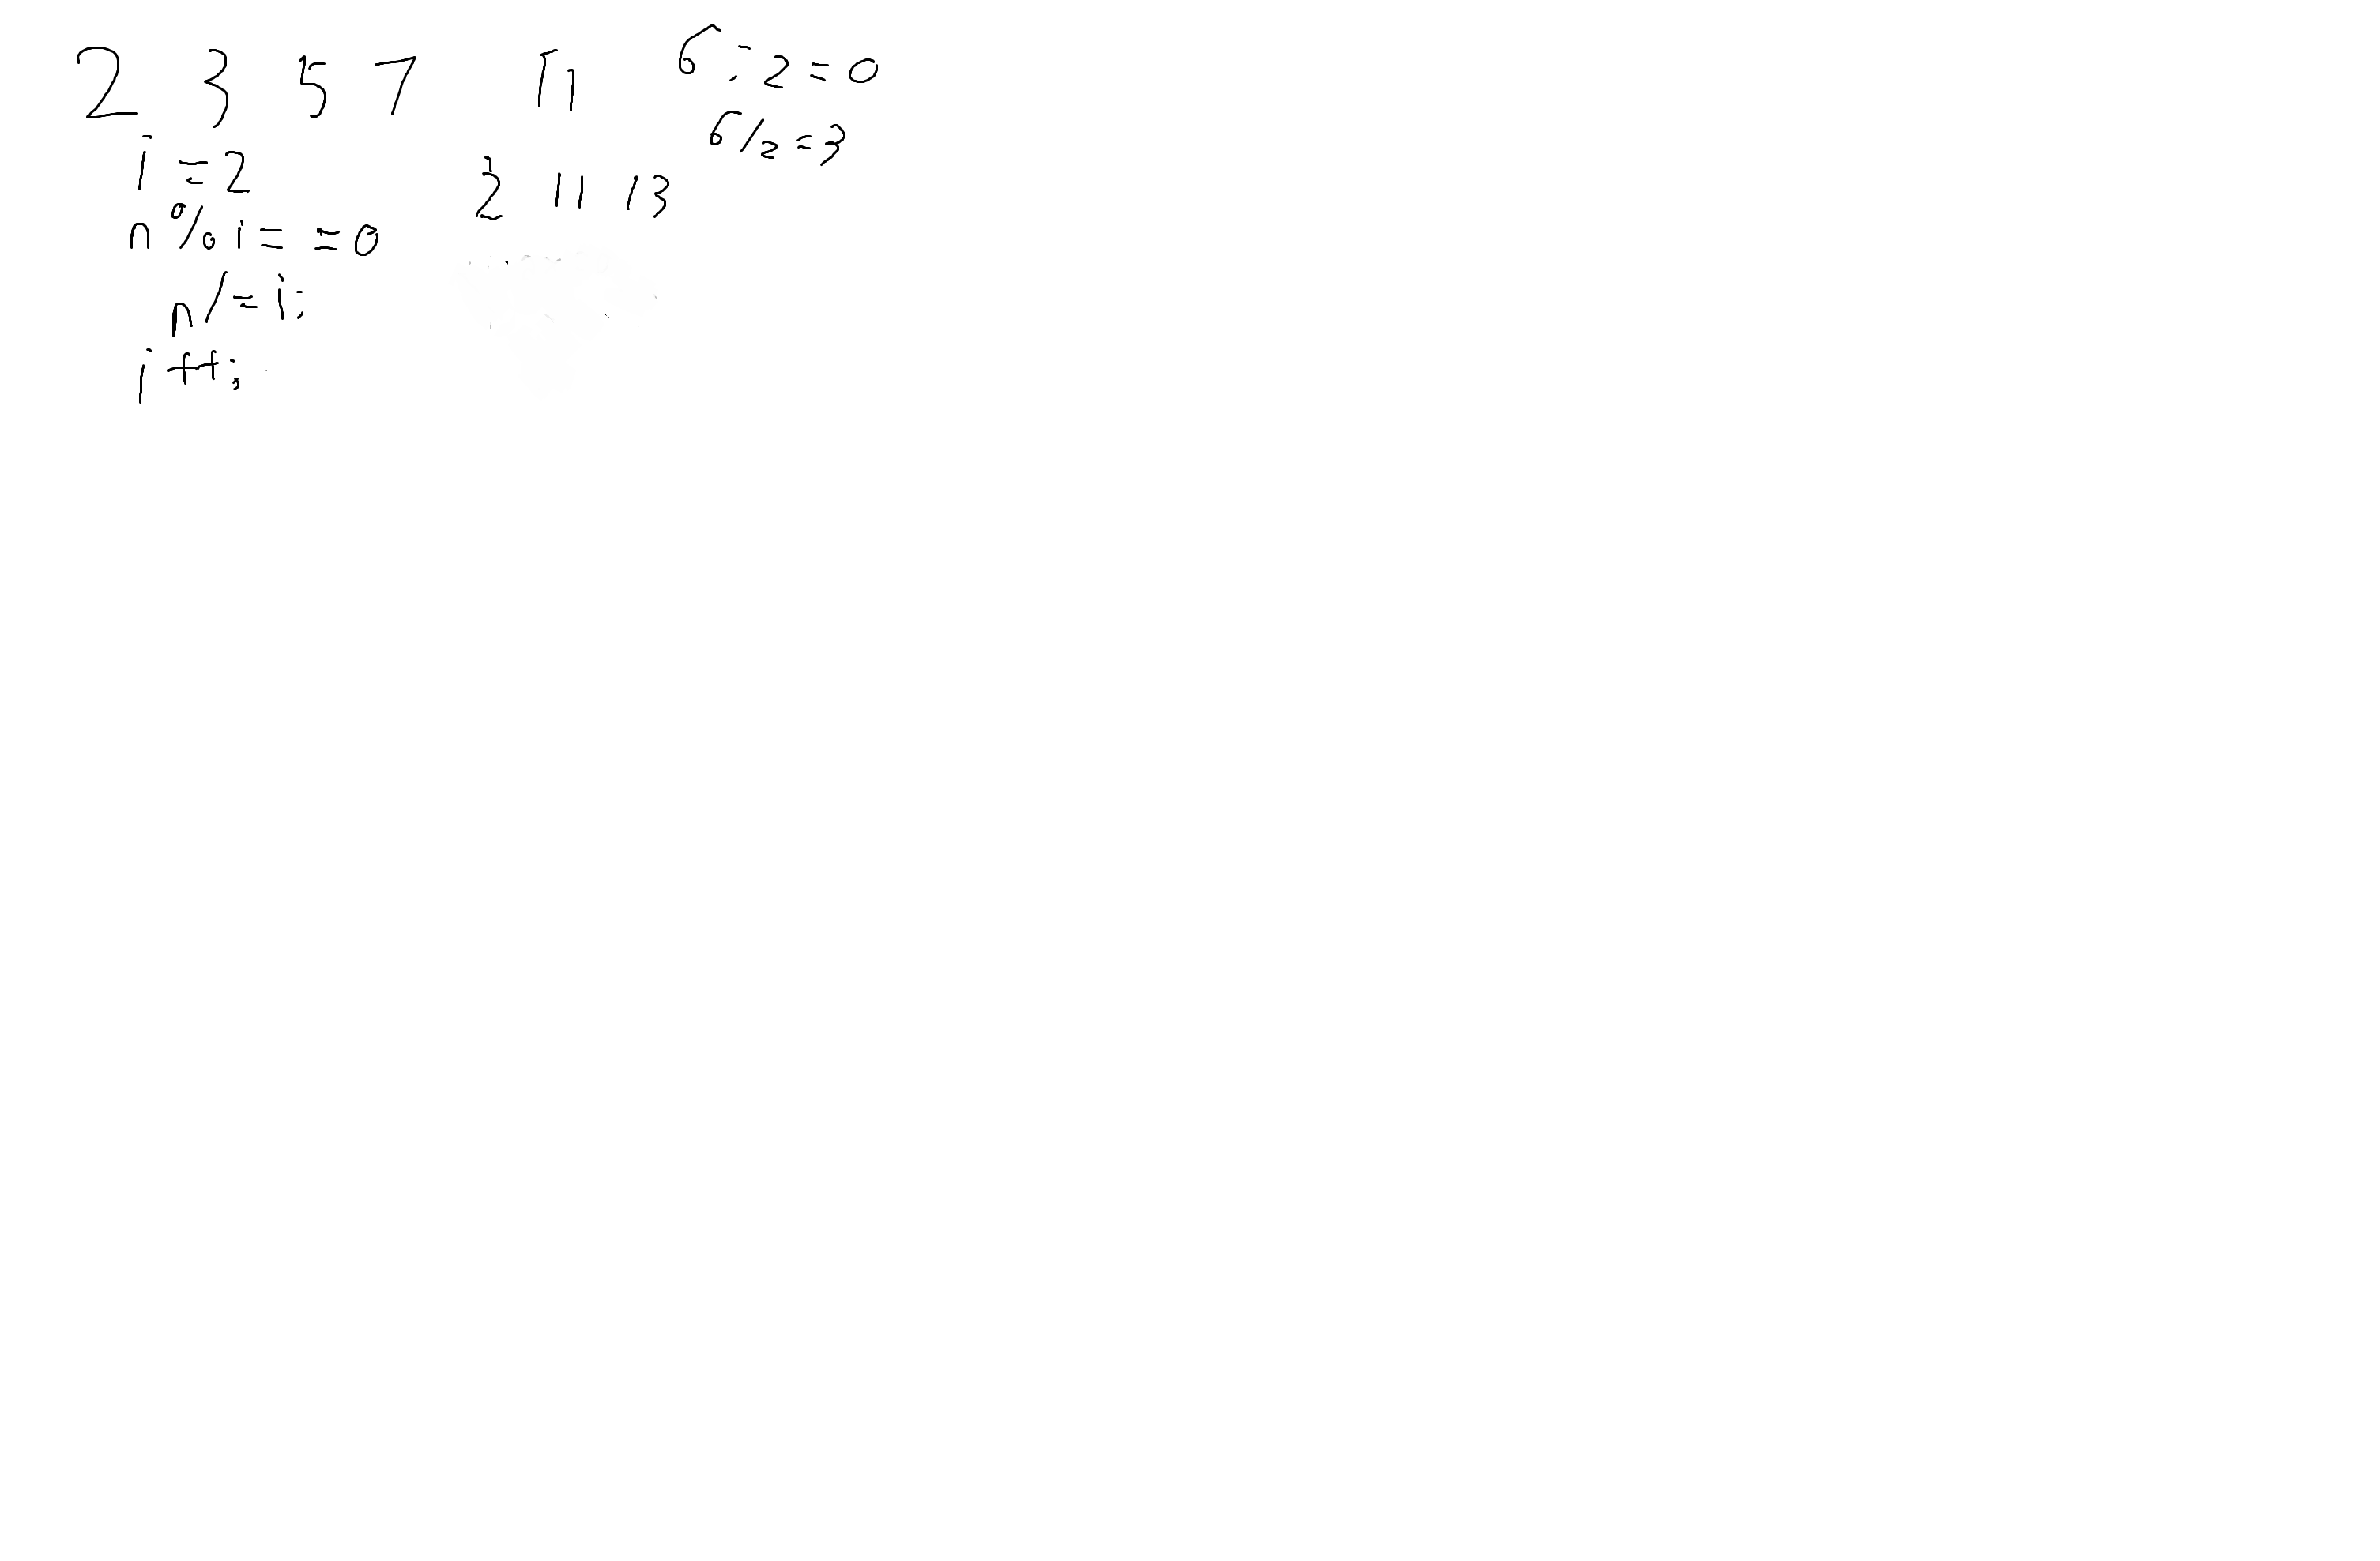 2 3 5 7 11
6 : 2 = 0
6/2 = 3
i = 2
2 11 13
n % i = = 0
n / = i;
i ++;